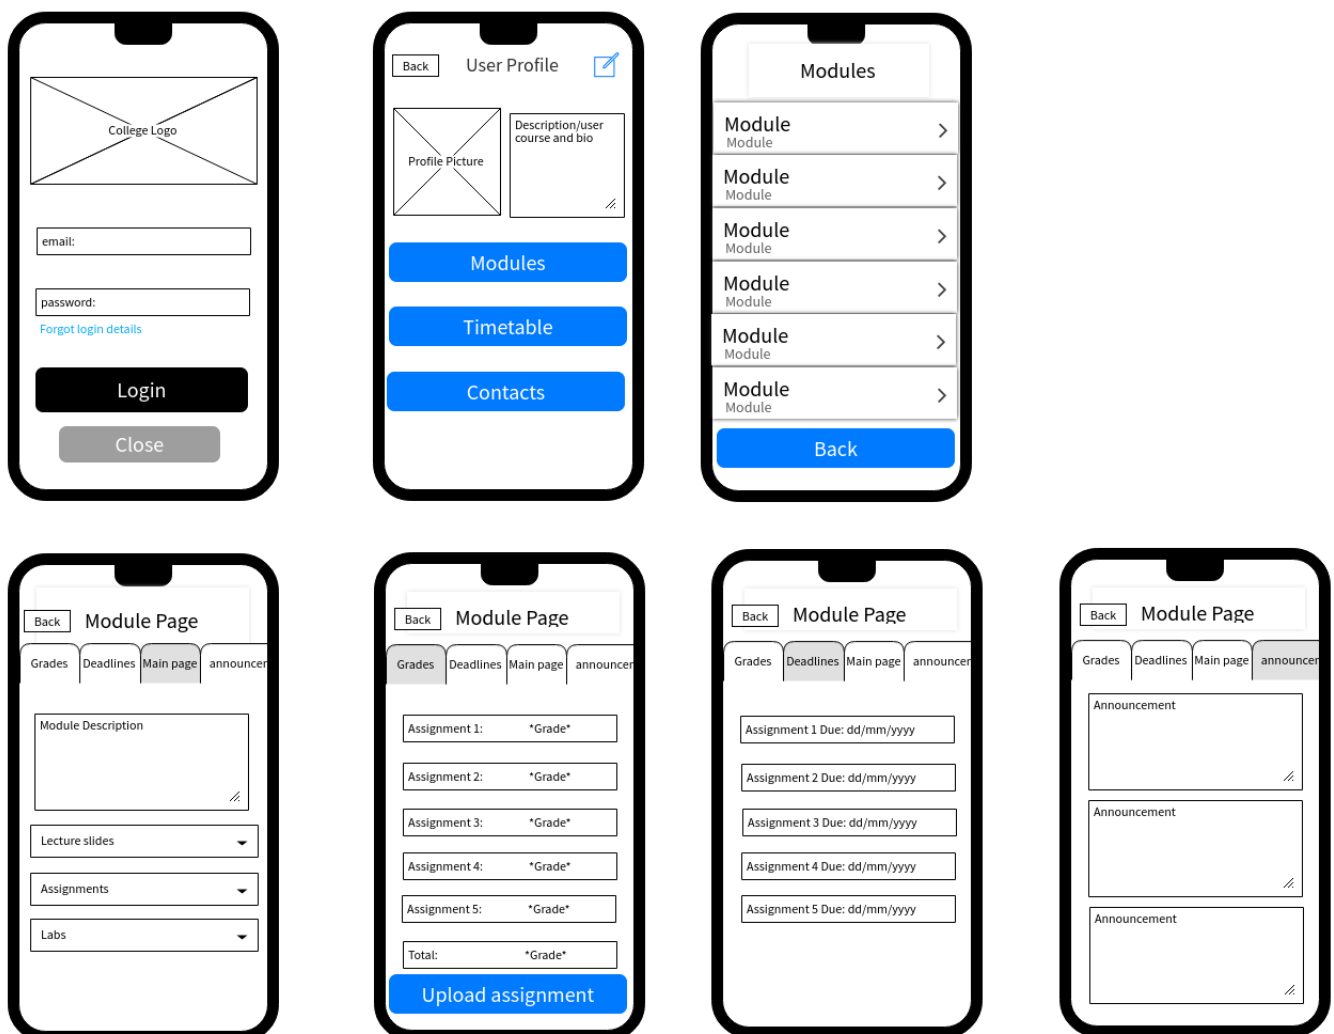 College Logo
email:
password:
Forgot login details
Login
Close
Back
User Profile
Profile Picture
Description/user
course and bio
Modules
Timetable
Contacts
Modules
Module
Module
Module
Module
Module
Module
Module
Module
Module
Module
Module
Module
Back
Back
Module Page
Grades
Deadlines
Main page
announcer
Module Description
Lecture slides
Assignments
Labs
Back
Module Page
Grades
Deadlines
Main page
announcer
Assignment 1: *Grade*
Assignment 2: *Grade*
Assignment 3: *Grade*
Assignment 4: *Grade*
Assignment 5: *Grade*
Total: *Grade*
Upload assignment
Back
Module Page
Grades
Deadlines
Main page
announcer
Assignment 1 Due: dd/mm/yyyy
Assignment 2 Due: dd/mm/yyyy
Assignment 3 Due: dd/mm/yyyy
Assignment 4 Due: dd/mm/yyyy
Assignment 5 Due: dd/mm/yyyy
Back
Module Page
Grades
Deadlines
Main page
announcer
Announcement
Announcement
Announcement